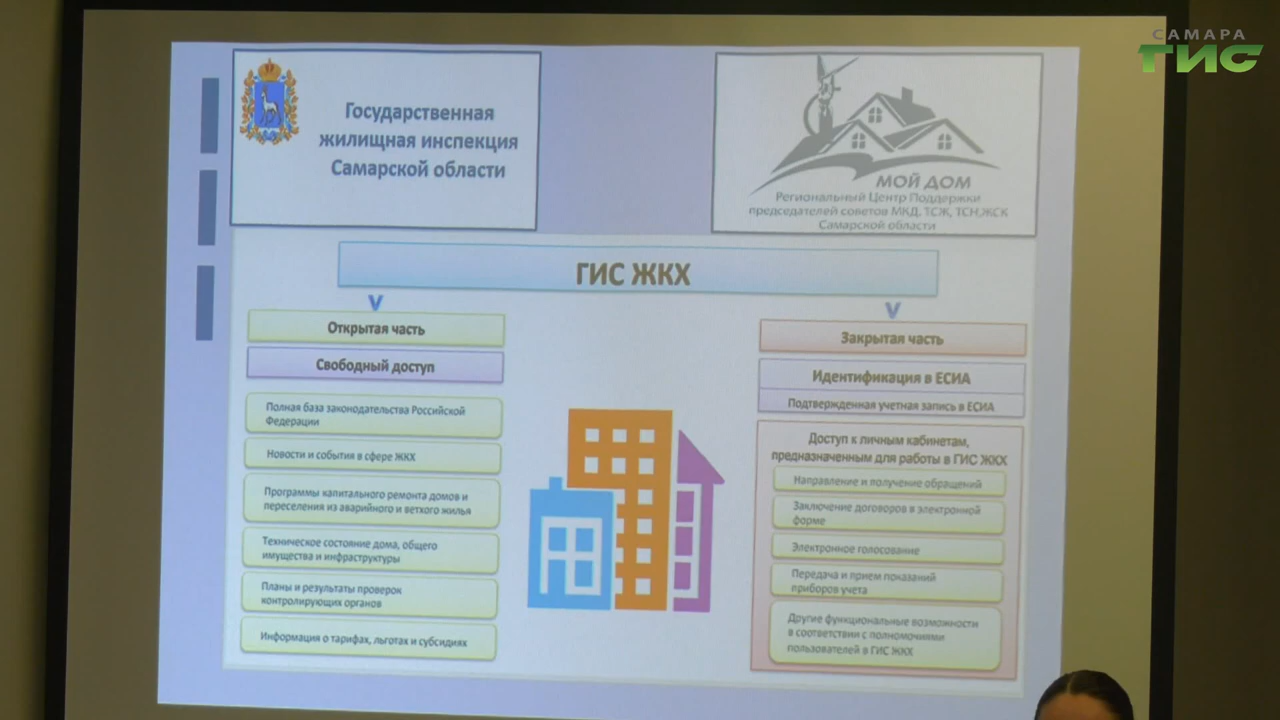 САМАРА
ГИС
Государственная
жилищная инспекция
Самарской области
МОЙ ДОМ
Региональный Центр Поддержки
председателей советов МКД, ТСЖ, ТСН,ЖСК
Самарской области
ГИС ЖКХ
Открытая часть
Свободный доступ
Полная база законодательства Российской
Федерации
Новости и события в сфере ЖКХ
Программы капитального ремонта домов и
переселения из аварийного и ветхого жилья
Техническое состояние дома, общего
имущества и инфраструктуры
Планы и результаты проверок
контролирующих органов
Информация о тарифах, льготах и субсидиях
Закрытая часть
Идентификация в ЕСИА
Подтвержденная учетная запись в ЕСИА
Доступ к личным кабинетам,
предназначенным для работы в ГИС ЖКХ
Направление и получение обращений
Заключение договоров в электронной
форме
Электронное голосование
Передача и прием показаний
приборов учета
Другие функциональные возможности
в соответствии с полномочиями
пользователей в ГИС ЖКХ